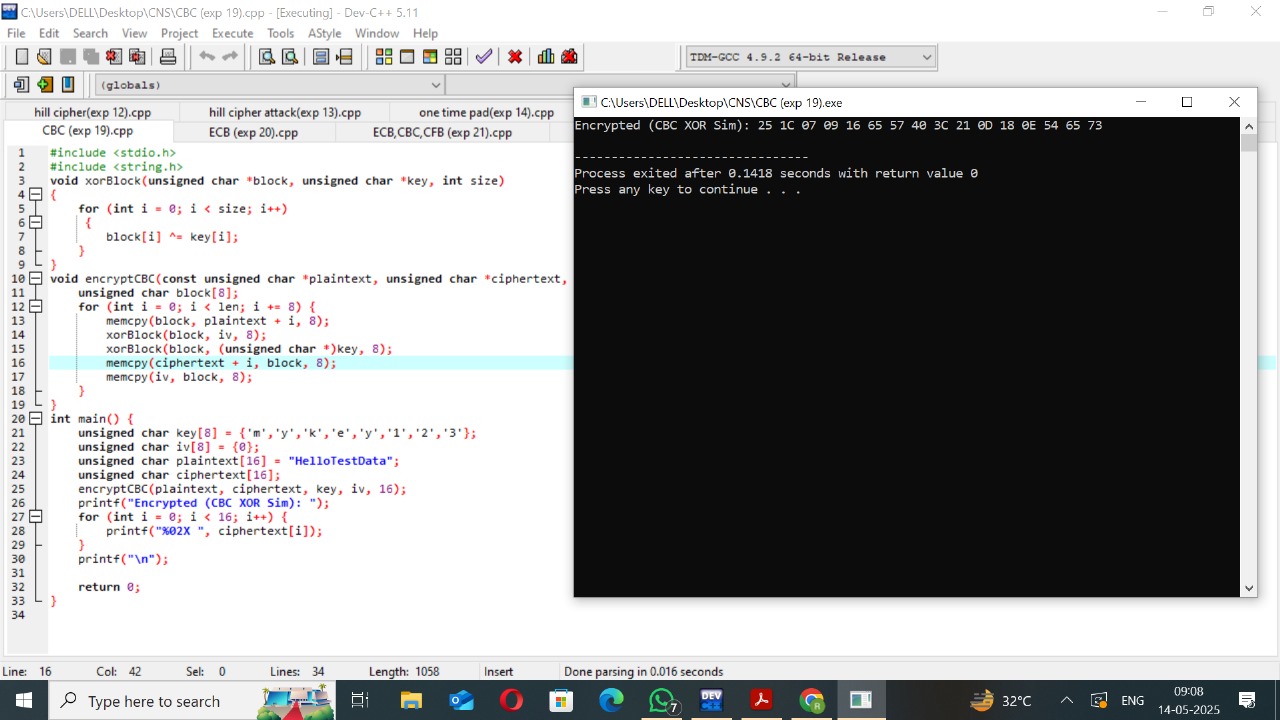 C:\Users\DELL\Desktop\CNS\CBC (exp 19).cpp - [Executing] - Dev-C++ 5.11
File Edit Search View Project Execute Tools AStyle Window Help
TDM-GCC 4.9.2 64-bit Release
(globals)
hill cipher(exp 12).cpp hill cipher attack(exp 13).cpp one time pad(exp 14).cpp
CBC (exp 19).cpp ECB (exp 20).cpp ECB,CBC,CFB (exp 21).cpp
1 #include <stdio.h>
2 #include <string.h>
3 void xorBlock(unsigned char *block, unsigned char *key, int size)
4 {
5 for (int i = 0; i < size; i++)
6 {
7 block[i] ^= key[i];
8 }
9 }
10 void encryptCBC(const unsigned char *plaintext, unsigned char *ciphertext,
11 unsigned char block[8];
12 for (int i = 0; i < len; i += 8) {
13 memcpy(block, plaintext + i, 8);
14 xorBlock(block, iv, 8);
15 xorBlock(block, (unsigned char *)key, 8);
16 memcpy(ciphertext + i, block, 8);
17 memcpy(iv, block, 8);
18 }
19 }
20 int main() {
21 unsigned char key[8] = {'m','y','k','e','y','1','2','3'};
22 unsigned char iv[8] = {0};
23 unsigned char plaintext[16] = "HelloTestData";
24 unsigned char ciphertext[16];
25 encryptCBC(plaintext, ciphertext, key, iv, 16);
26 printf("Encrypted (CBC XOR Sim): ");
27 for (int i = 0; i < 16; i++) {
28 printf("%02X ", ciphertext[i]);
29 }
30 printf("\n");
31
32 return 0;
33 }
34
C:\Users\DELL\Desktop\CNS\CBC (exp 19).exe
Encrypted (CBC XOR Sim): 25 1C 07 09 16 65 57 40 3C 21 0D 18 0E 54 65 73
--------------------------------
Process exited after 0.1418 seconds with return value 0
Press any key to continue . . .
Line: 16 Col: 42 Sel: 0 Lines: 34 Length: 1058 Insert Done parsing in 0.016 seconds
Type here to search
7
DEV
32°C
ENG
09:08
14-05-2025